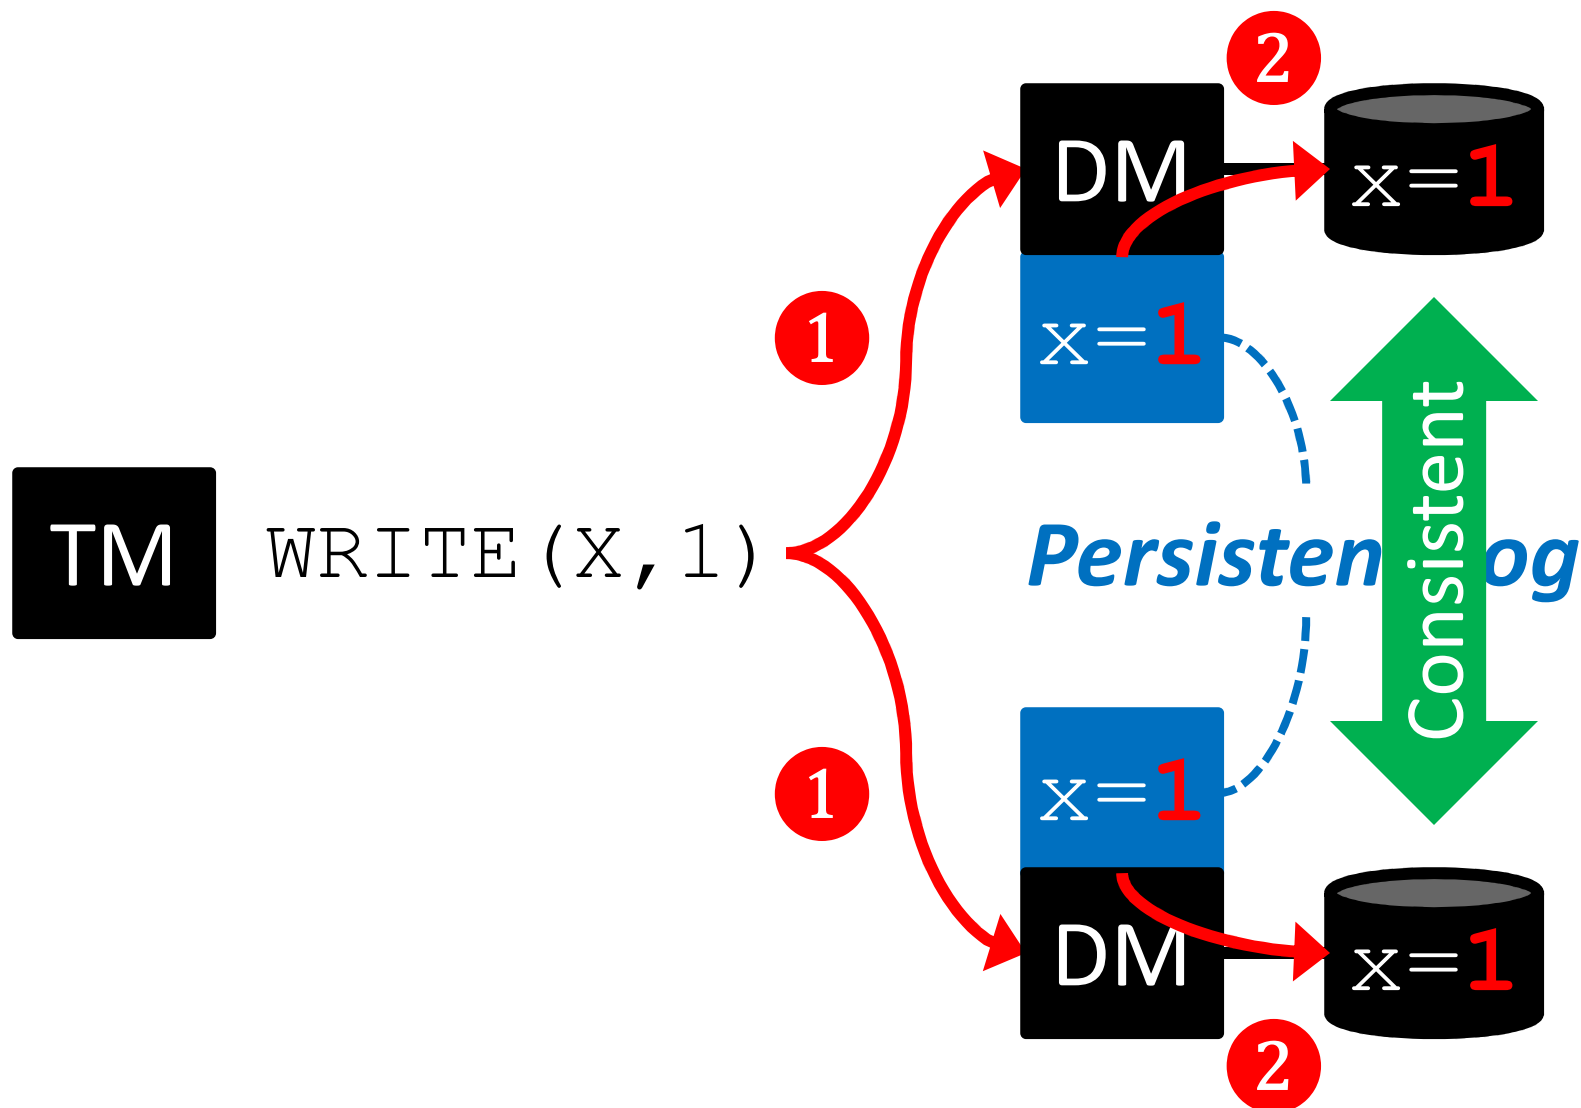 2
DM
x=1
1
x=1
TM
WRITE(X,1)
Persisten
og
Consistent
1
x=1
DM
x=1
2